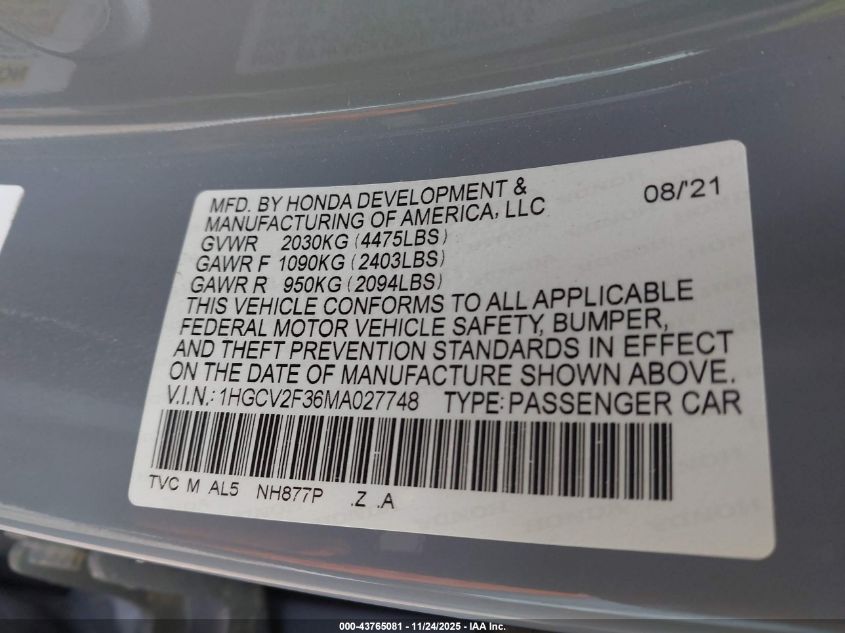 MFD. BY HONDA DEVELOPMENT &
MANUFACTURING OF AMERICA, LLC
08/'21
GVWR 2030KG (4475LBS)
GAWR F 1090KG (2403LBS)
GAWR R 950KG (2094LBS)
THIS VEHICLE CONFORMS TO ALL APPLICABLE
FEDERAL MOTOR VEHICLE SAFETY, BUMPER,
AND THEFT PREVENTION STANDARDS IN EFFECT
ON THE DATE OF MANUFACTURE SHOWN ABOVE.
V.I.N.: 1HGCV2F36MA027748 TYPE: PASSENGER CAR
TVC M AL5 NH877P .Z .A
000-43765081 - 11/24/2025 - IAA Inc.